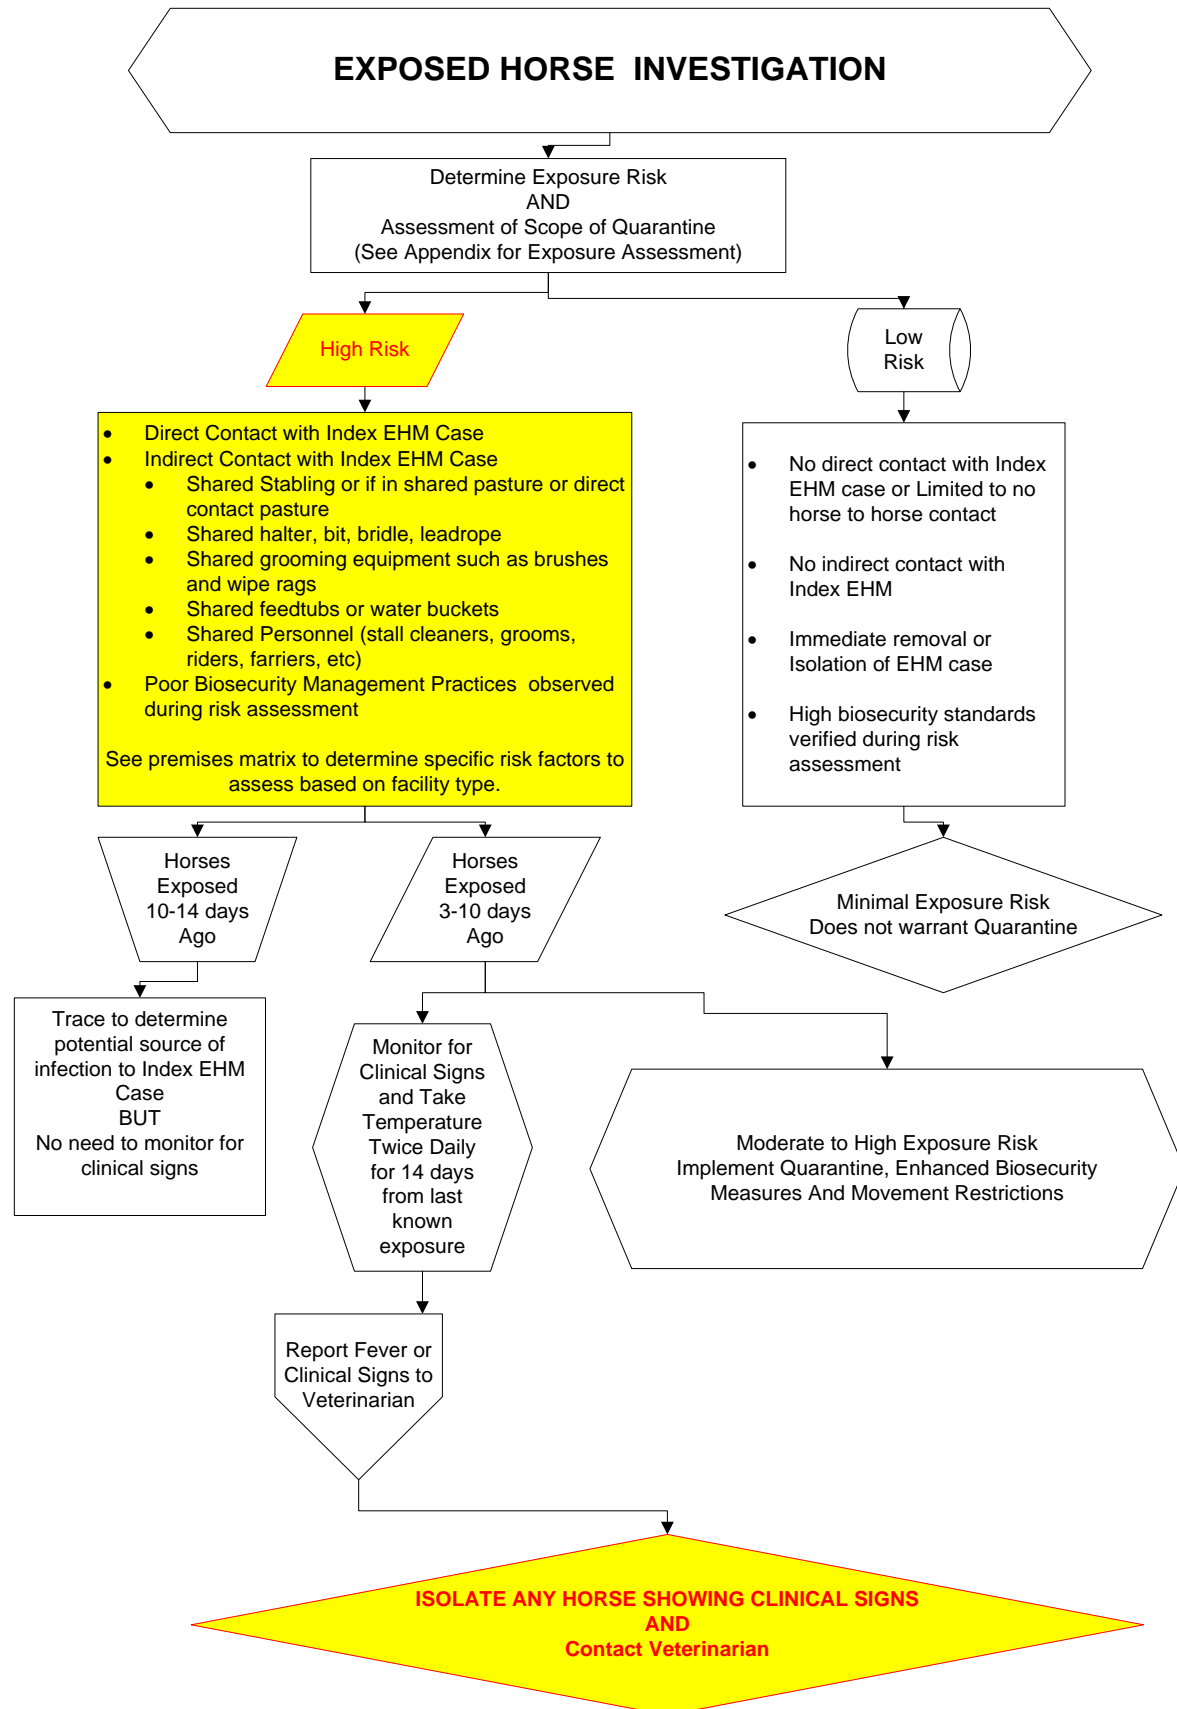 EXPOSED HORSE  INVESTIGATION
Determine Exposure Risk
AND
Assessment of Scope of Quarantine
(See Appendix for Exposure Assessment)
High Risk
Low
Risk
• Direct Contact with Index EHM Case
• Indirect Contact with Index EHM Case
• Shared Stabling or if in shared pasture or direct
contact pasture
• Shared halter, bit, bridle, leadrope
• Shared grooming equipment such as brushes
and wipe rags
• Shared feedtubs or water buckets
• Shared Personnel (stall cleaners, grooms,
riders, farriers, etc)
• Poor Biosecurity Management Practices  observed
during risk assessment
See premises matrix to determine specific risk factors to
assess based on facility type.
• No direct contact with Index
EHM case or Limited to no
horse to horse contact
• No indirect contact with
Index EHM
• Immediate removal or
Isolation of EHM case
• High biosecurity standards
verified during risk
assessment
Horses
Exposed
10-14 days
Ago
Horses
Exposed
3-10 days
Ago
Minimal Exposure Risk
Does not warrant Quarantine
Trace to determine
potential source of
infection to Index EHM
Case
BUT
No need to monitor for
clinical signs
Monitor for
Clinical Signs
and Take
Temperature
Twice Daily
for 14 days
from last
known
exposure
Moderate to High Exposure Risk
Implement Quarantine, Enhanced Biosecurity
Measures And Movement Restrictions
Report Fever or
Clinical Signs to
Veterinarian
ISOLATE ANY HORSE SHOWING CLINICAL SIGNS
AND
Contact Veterinarian